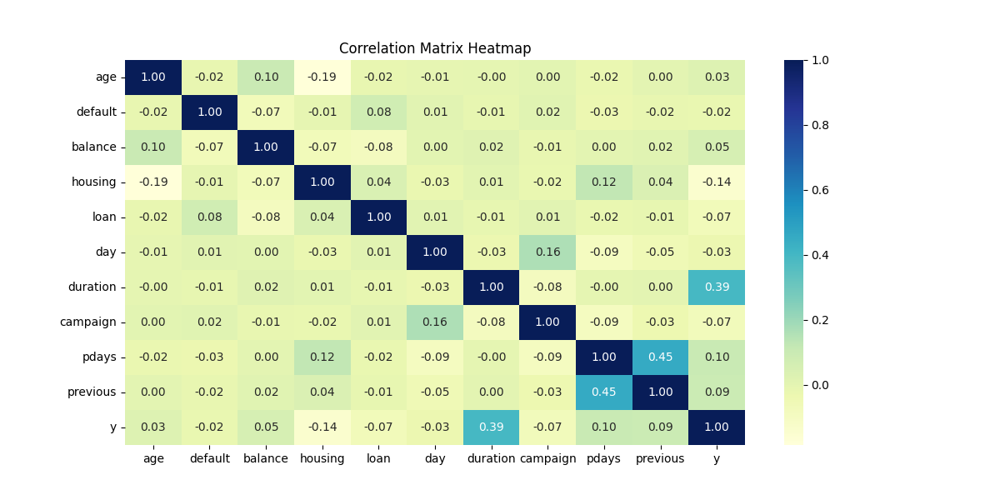 Correlation Matrix Heatmap
age 1.00 -0.02 0.10 -0.19 -0.02 -0.01 -0.00 0.00 -0.02 0.00 0.03
default -0.02 1.00 -0.07 -0.01 0.08 0.01 -0.01 0.02 -0.03 -0.02 -0.02
balance 0.10 -0.07 1.00 -0.07 -0.08 0.00 0.02 -0.01 0.00 0.02 0.05
housing -0.19 -0.01 -0.07 1.00 0.04 -0.03 0.01 -0.02 0.12 0.04 -0.14
loan -0.02 0.08 -0.08 0.04 1.00 0.01 -0.01 0.01 -0.02 -0.01 -0.07
day -0.01 0.01 0.00 -0.03 0.01 1.00 -0.03 0.16 -0.09 -0.05 -0.03
duration -0.00 -0.01 0.02 0.01 -0.01 -0.03 1.00 -0.08 -0.00 0.00 0.39
campaign 0.00 0.02 -0.01 -0.02 0.01 0.16 -0.08 1.00 -0.09 -0.03 -0.07
pdays -0.02 -0.03 0.00 0.12 -0.02 -0.09 -0.00 -0.09 1.00 0.45 0.10
previous 0.00 -0.02 0.02 0.04 -0.01 -0.05 0.00 -0.03 0.45 1.00 0.09
y 0.03 -0.02 0.05 -0.14 -0.07 -0.03 0.39 -0.07 0.10 0.09 1.00
age default balance housing loan day duration campaign pdays previous y
1.0
0.8
0.6
0.4
0.2
0.0